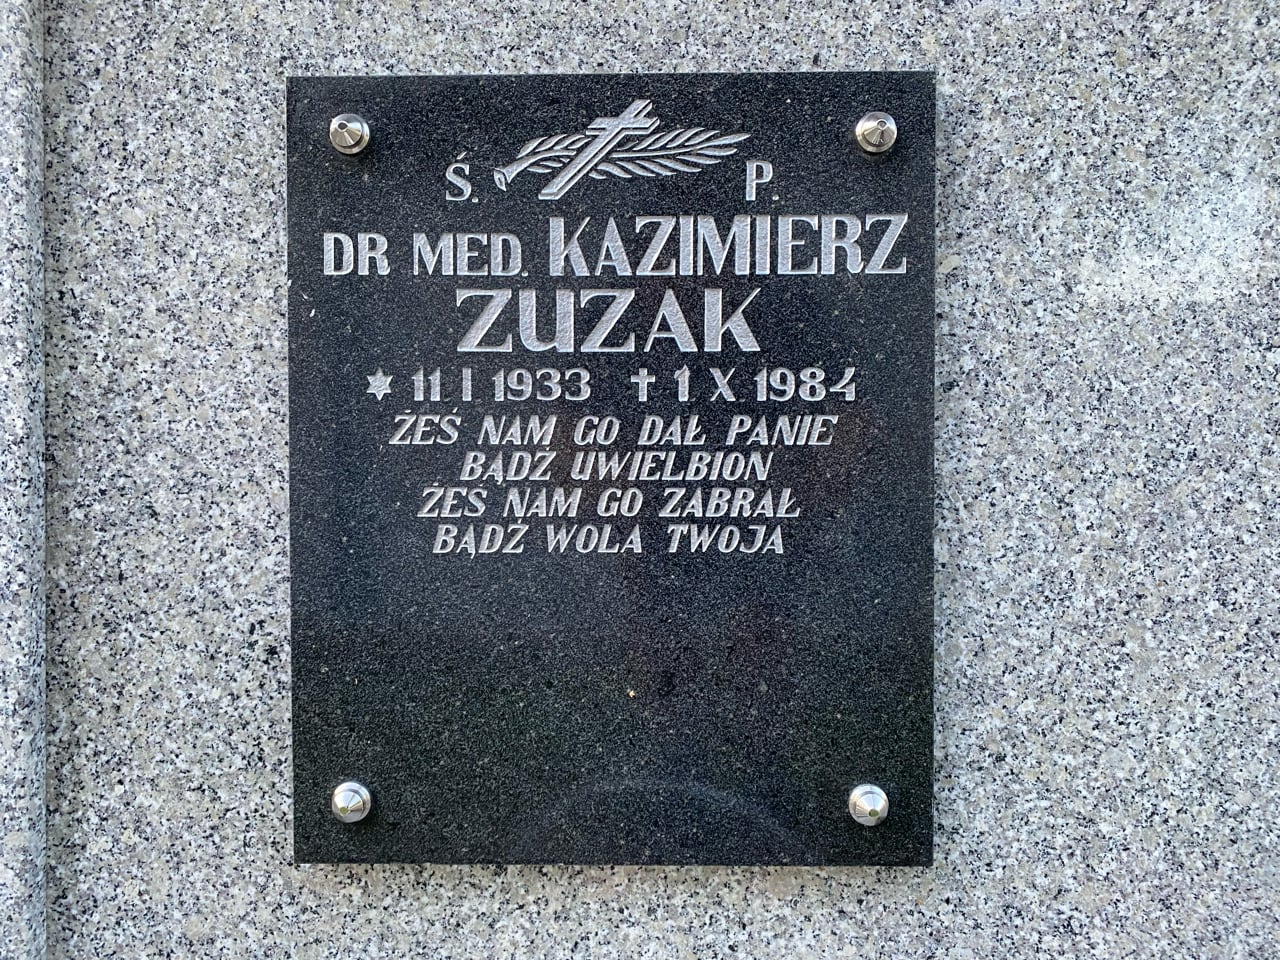 Ś. P.
DR MED. KAZIMIERZ
ZUZAK
✶ 11 I 1933 ✝ 1 X 1984
ŻEŚ NAM GO DAŁ PANIE
BĄDŹ UWIELBION
ŻEŚ NAM GO ZABRAŁ
BĄDŹ WOLA TWOJA